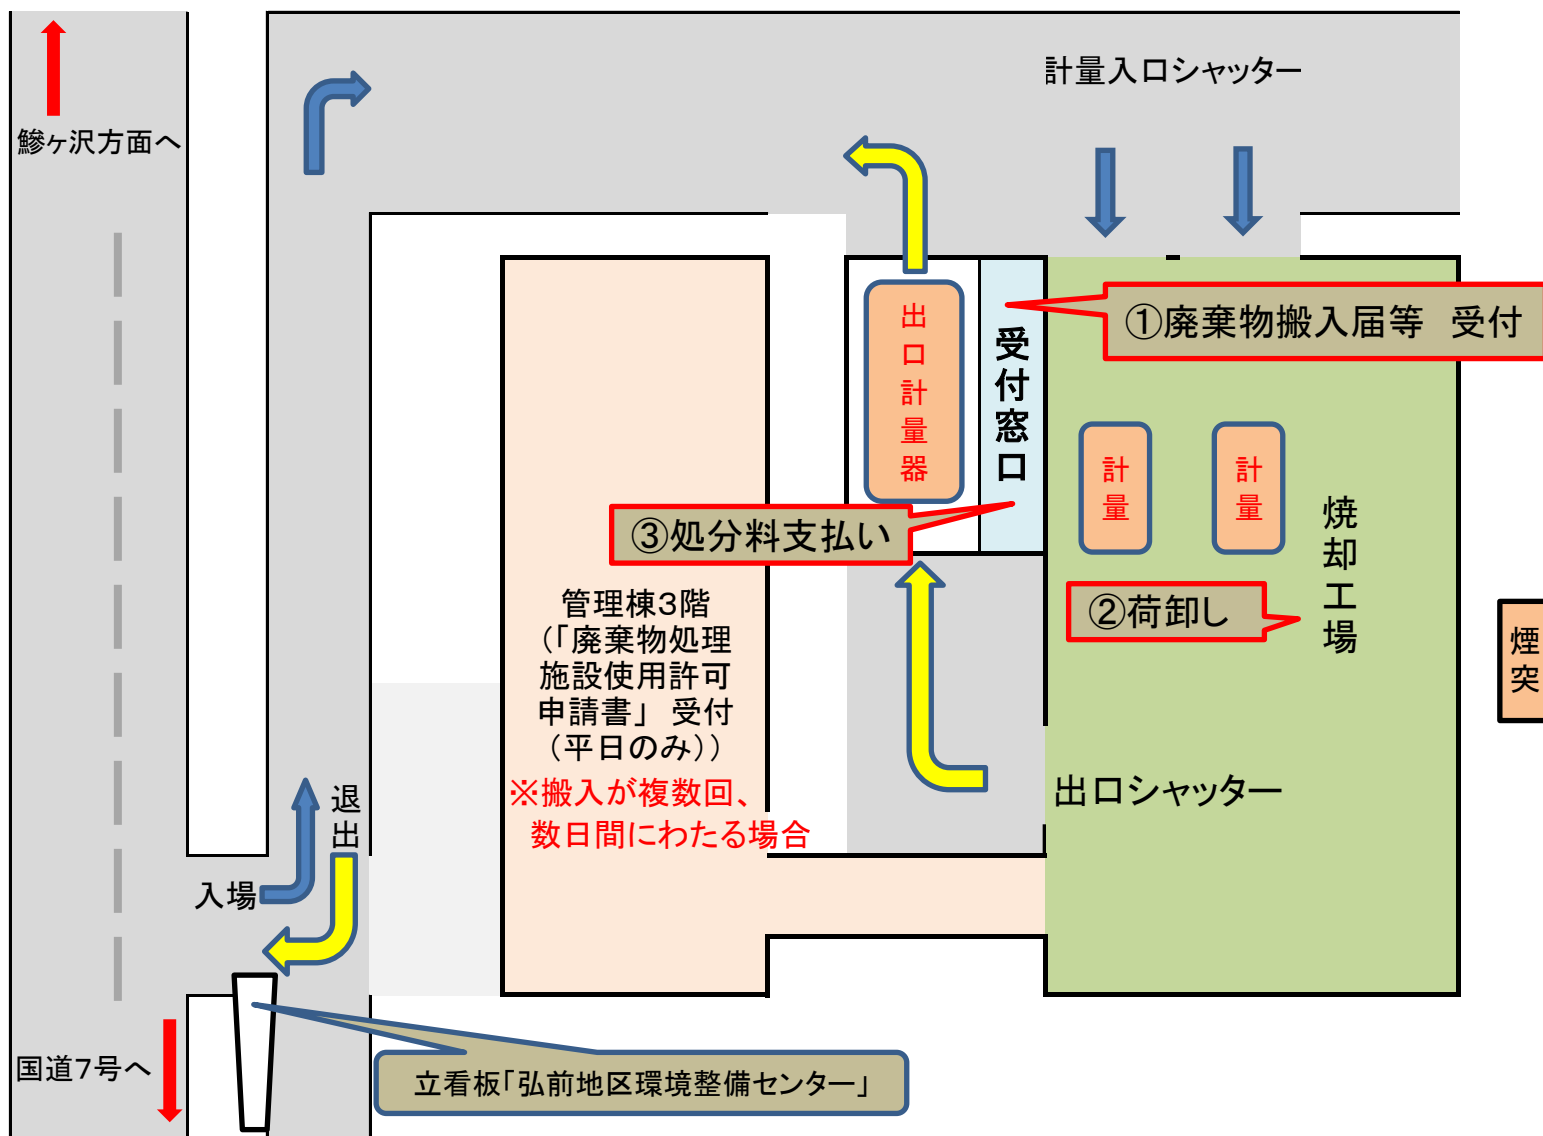 計量入口シャッター
鰺ヶ沢方面へ
①廃棄物搬入届等　受付
出口計量器
受付窓口
計量
計量
焼却工場
③処分料支払い
②荷卸し
煙突
管理棟3階
(「廃棄物処理
施設使用許可
申請書」 受付
(平日のみ))
※搬入が複数回、
数日間にわたる場合
出口シャッター
退出
入場
国道7号へ
立看板「弘前地区環境整備センター」